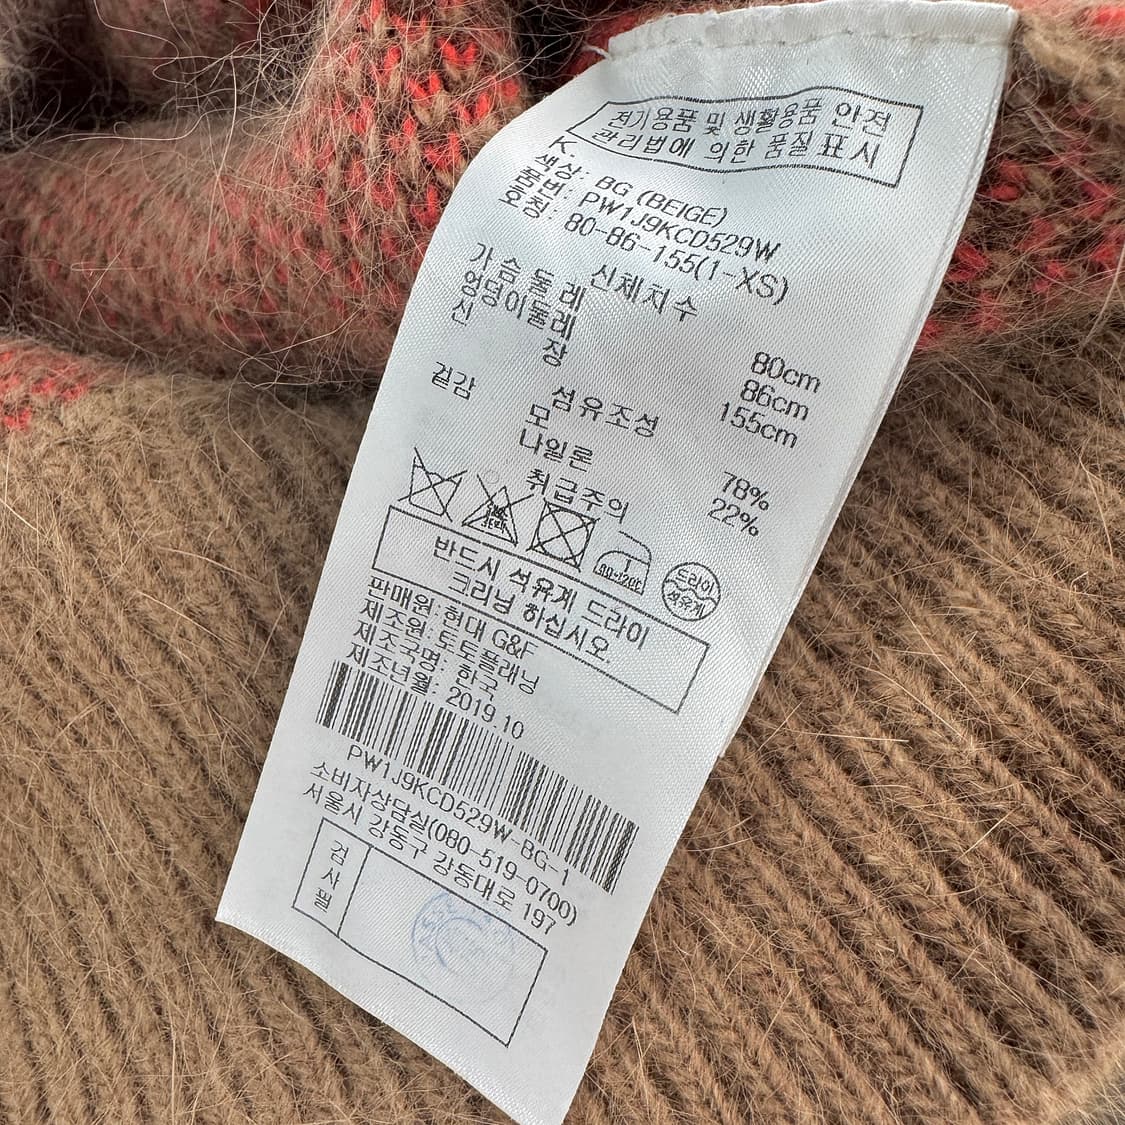 전기용품 및 생활용품 안전
관리법에 의한 품질표시
K
색상: BG (BEIGE)
품번: PW1J9KCD529W
호칭: 80-86-155(1-XS)
신체치수
가슴둘레 80cm
엉덩이둘레 86cm
신장 155cm
섬유조성
겉감 모 78%
나일론 22%
취급주의
드라이
석유계
반드시 석유계 드라이
크리닝 하십시오.
판매원: 현대 G&F
제조원: 토토플래닝
제조국명: 한국
제조년월: 2019 10
PW1J9KCD529W-BG-1
소비자상담실(080-519-0700)
서울시 강동구 강동대로 197
검사필